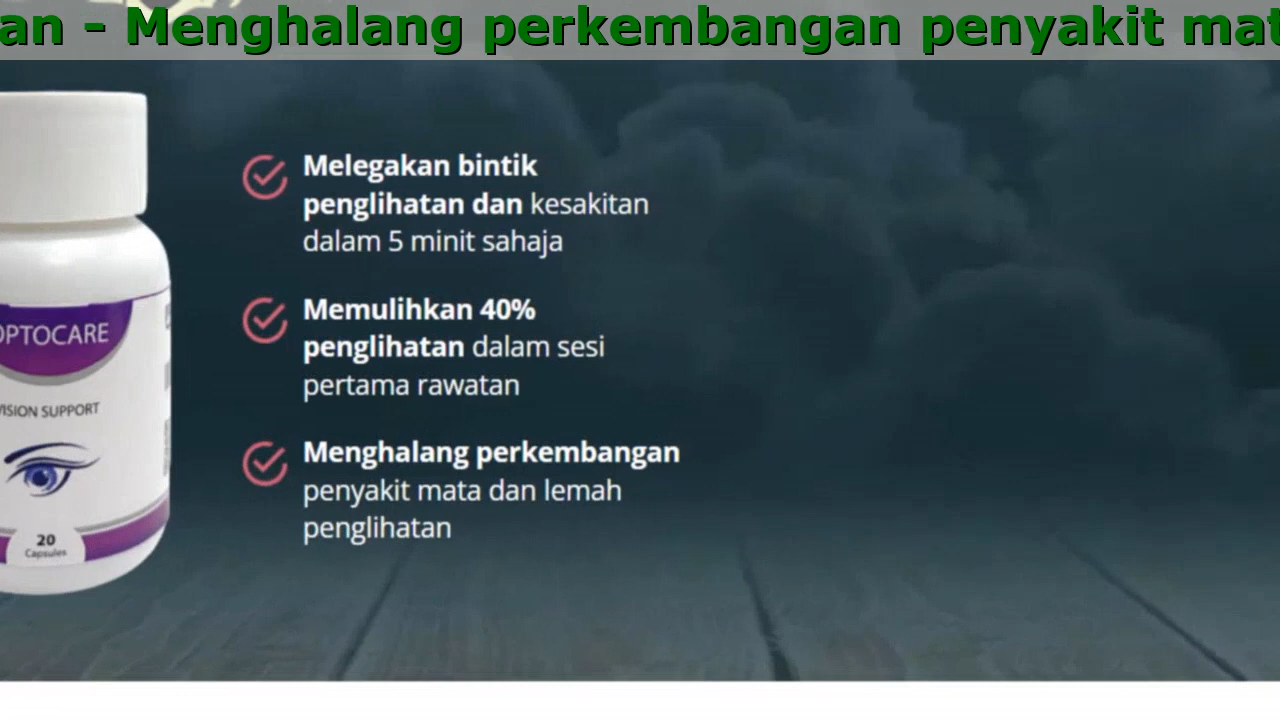 an - Menghalang perkembangan penyakit mat
OPTOCARE
VISION SUPPORT
20
Capsules
Melegakan bintik
penglihatan dan kesakitan
dalam 5 minit sahaja
Memulihkan 40%
penglihatan dalam sesi
pertama rawatan
Menghalang perkembangan
penyakit mata dan lemah
penglihatan